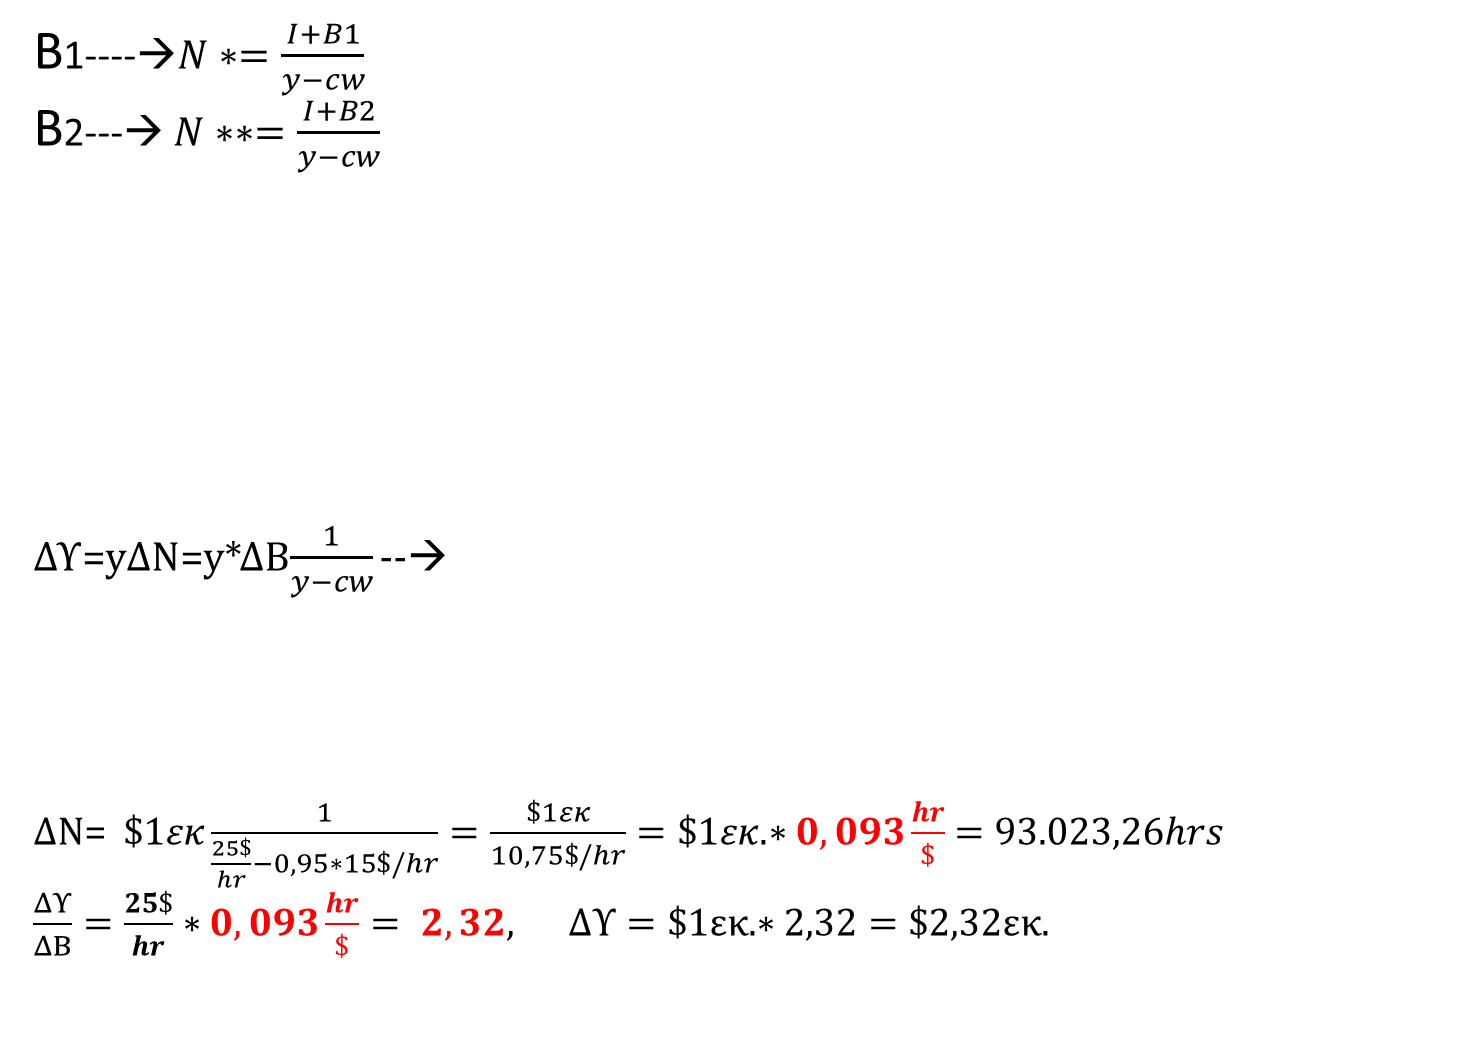 B1----→N *= (I+B1)/(y−cw)
B2---→ N **= (I+B2)/(y−cw)
ΔΥ=yΔN=y*ΔB 1/(y−cw) --→
ΔN= $1εκ 1/(25$/hr −0,95*15$/hr) = $1εκ/(10,75$/hr) = $1εκ.* 0,093 hr/$ = 93.023,26hrs
ΔΥ/ΔΒ = 25$/hr * 0,093 hr/$ = 2,32, ΔΥ = $1εκ.* 2,32 = $2,32εκ.